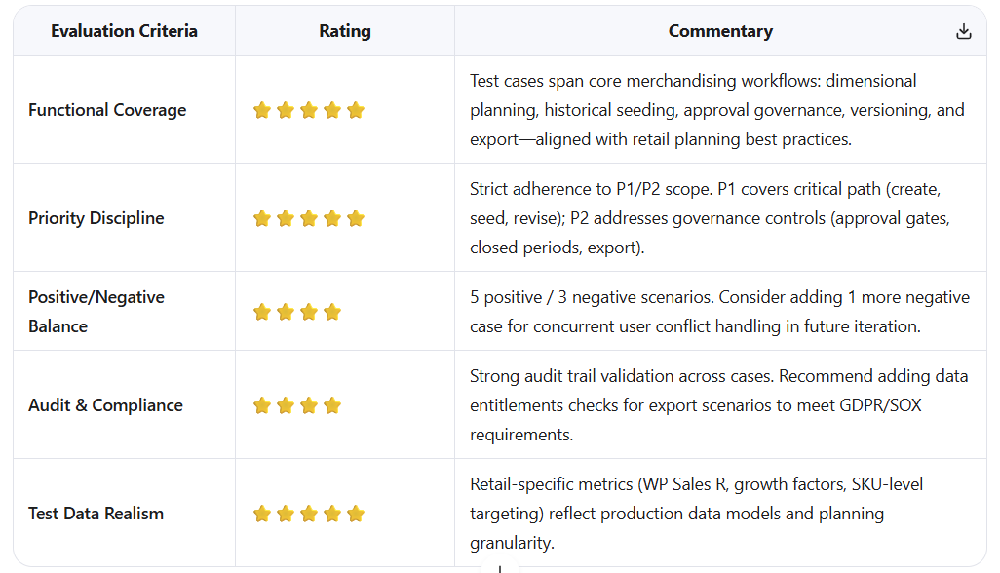 Evaluation Criteria Rating Commentary
Functional Coverage ⭐⭐⭐⭐⭐ Test cases span core merchandising workflows: dimensional
planning, historical seeding, approval governance, versioning, and
export—aligned with retail planning best practices.
Priority Discipline ⭐⭐⭐⭐⭐ Strict adherence to P1/P2 scope. P1 covers critical path (create,
seed, revise); P2 addresses governance controls (approval gates,
closed periods, export).
Positive/Negative
Balance ⭐⭐⭐⭐ 5 positive / 3 negative scenarios. Consider adding 1 more negative
case for concurrent user conflict handling in future iteration.
Audit & Compliance ⭐⭐⭐⭐ Strong audit trail validation across cases. Recommend adding data
entitlements checks for export scenarios to meet GDPR/SOX
requirements.
Test Data Realism ⭐⭐⭐⭐⭐ Retail-specific metrics (WP Sales R, growth factors, SKU-level
targeting) reflect production data models and planning
granularity.